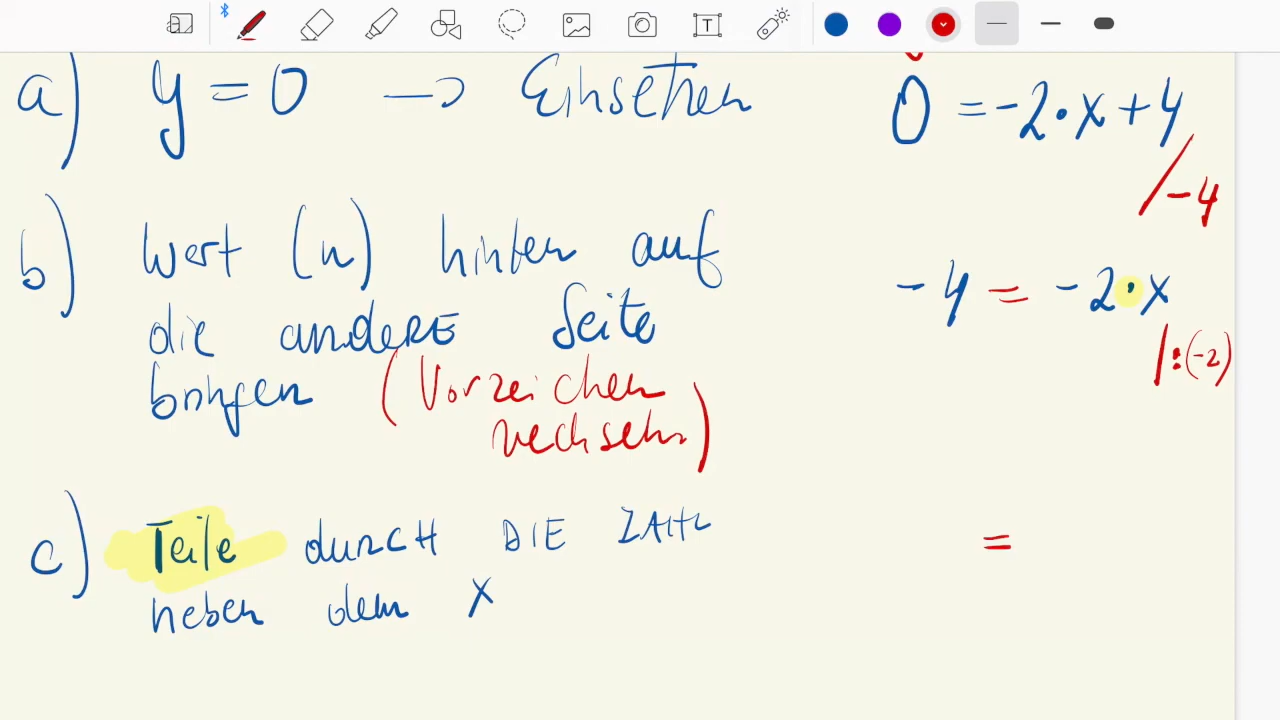 a) y = 0 → Einsetzen 0 = -2·x + 4
/-4
b) Wert (n) hinten auf
die andere Seite -4 = -2·x
bringen (Vorzeichen |:(-2)
wechseln)
c) Teile durch DIE ZAHL =
neben dem x